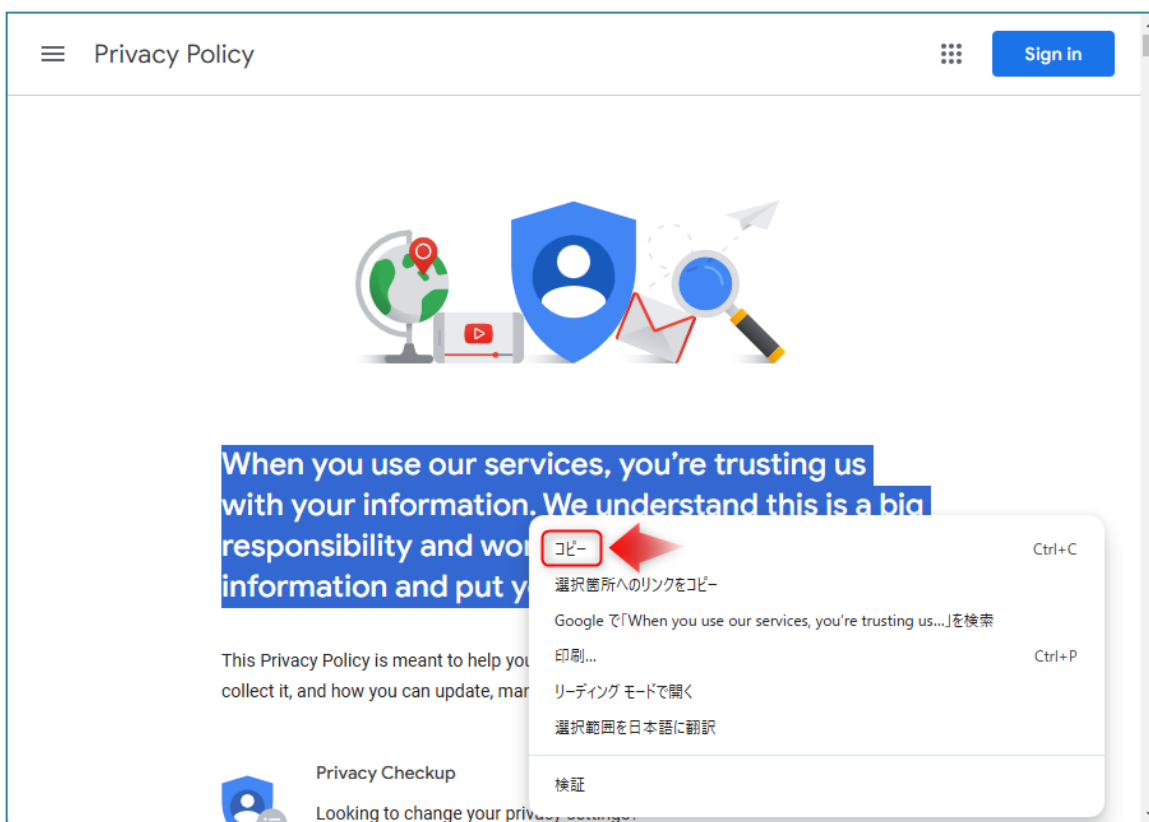 Privacy Policy
Sign in
When you use our services, you’re trusting us
with your information. We understand this is a big
responsibility and wor
information and put y
コピー Ctrl+C
選択箇所へのリンクをコピー
Google で「When you use our services, you're trusting us...」を検索
印刷... Ctrl+P
リーディング モードで開く
選択範囲を日本語に翻訳
検証
This Privacy Policy is meant to help you
collect it, and how you can update, mar
Privacy Checkup
Looking to change your privacy settings?